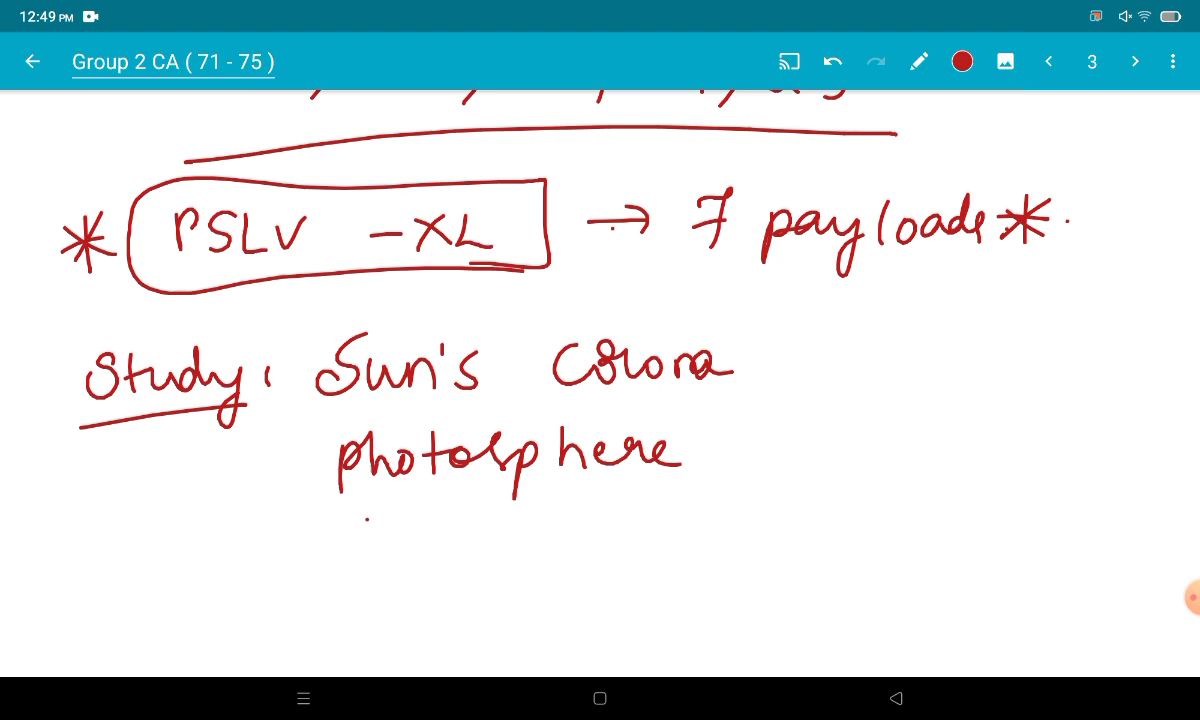 12:49 PM
Group 2 CA ( 71 - 75 )
3
* PSLV - XL → 7 payloads * .
Study: Sun's Corona
photosphere